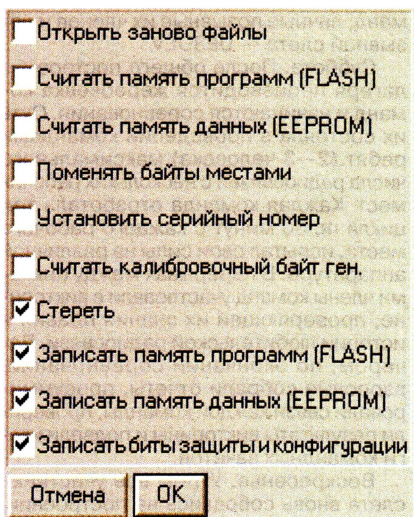 Открыть заново файлы
Считать память программ (FLASH)
Считать память данных (EEPROM)
Поменять байты местами
Установить серийный номер
Считать калибровочный байт ген.
Стереть
Записать память программ (FLASH)
Записать память данных (EEPROM)
Записать биты защиты и конфигурации
Отмена OK